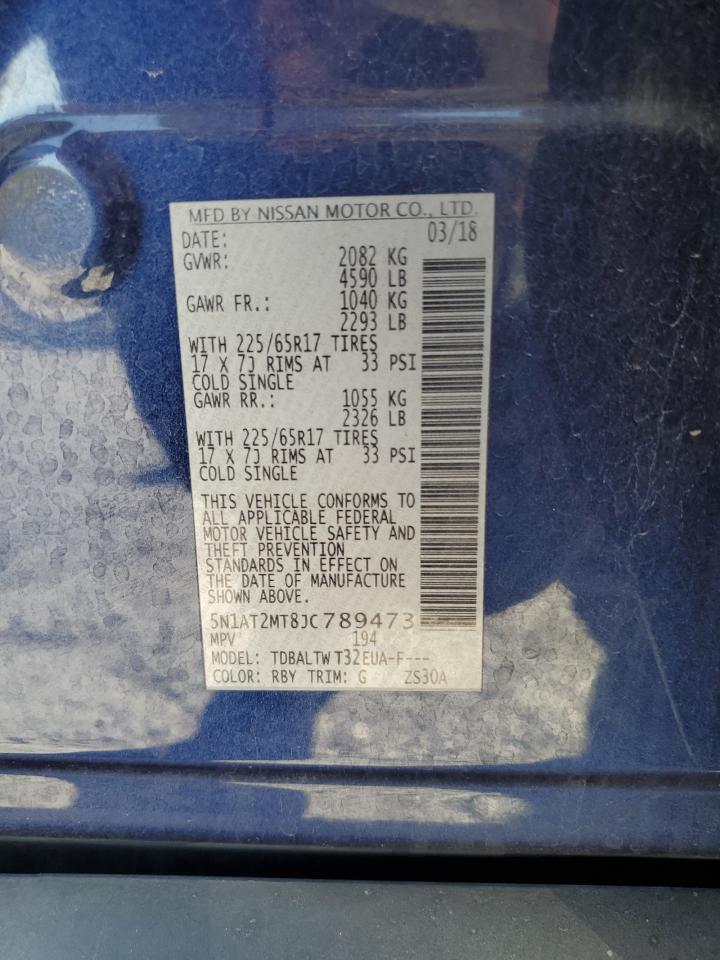 MFD BY NISSAN MOTOR CO., LTD.
DATE: 03/18
GVWR: 2082 KG
4590 LB
GAWR FR.: 1040 KG
2293 LB
WITH 225/65R17 TIRES
17 X 7J RIMS AT 33 PSI
COLD SINGLE
GAWR RR.: 1055 KG
2326 LB
WITH 225/65R17 TIRES
17 X 7J RIMS AT 33 PSI
COLD SINGLE
THIS VEHICLE CONFORMS TO
ALL APPLICABLE FEDERAL
MOTOR VEHICLE SAFETY AND
THEFT PREVENTION
STANDARDS IN EFFECT ON
THE DATE OF MANUFACTURE
SHOWN ABOVE.
5N1AT2MT8JC789473
MPV 194
MODEL: TDBALTWT32EUA-F---
COLOR: RBY TRIM: G ZS30A